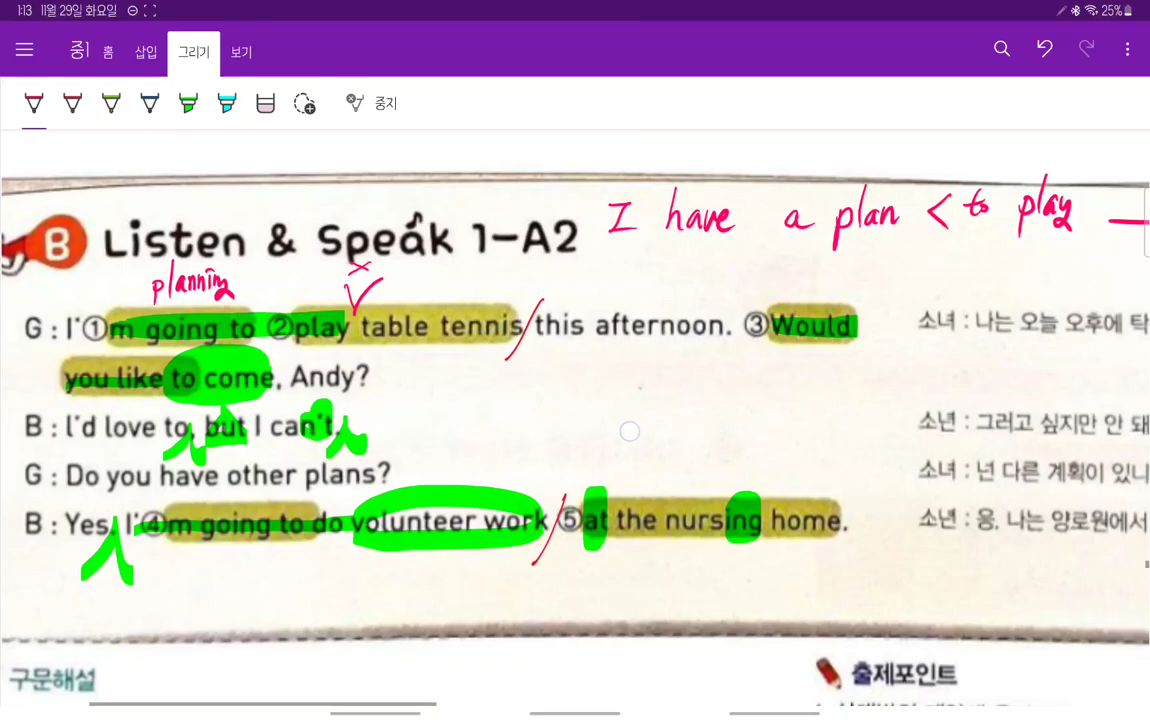 1:13 11월 29일 화요일 25%
중1 홈 삽입 그리기 보기
중지
I have a plan < to play
B Listen & Speak 1-A2
planning
G : I'①m going to ②play table tennis / this afternoon. ③Would 소녀 : 나는 오늘 오후에 탁
you like to come, Andy?
B : I'd love to, but I can't. 소년 : 그러고 싶지만 안 돼
G : Do you have other plans? 소녀 : 넌 다른 계획이 있니
B : Yes. I'④m going to do volunteer work / ⑤at the nursing home. 소년 : 응, 나는 양로원에서
구문해설 출제포인트